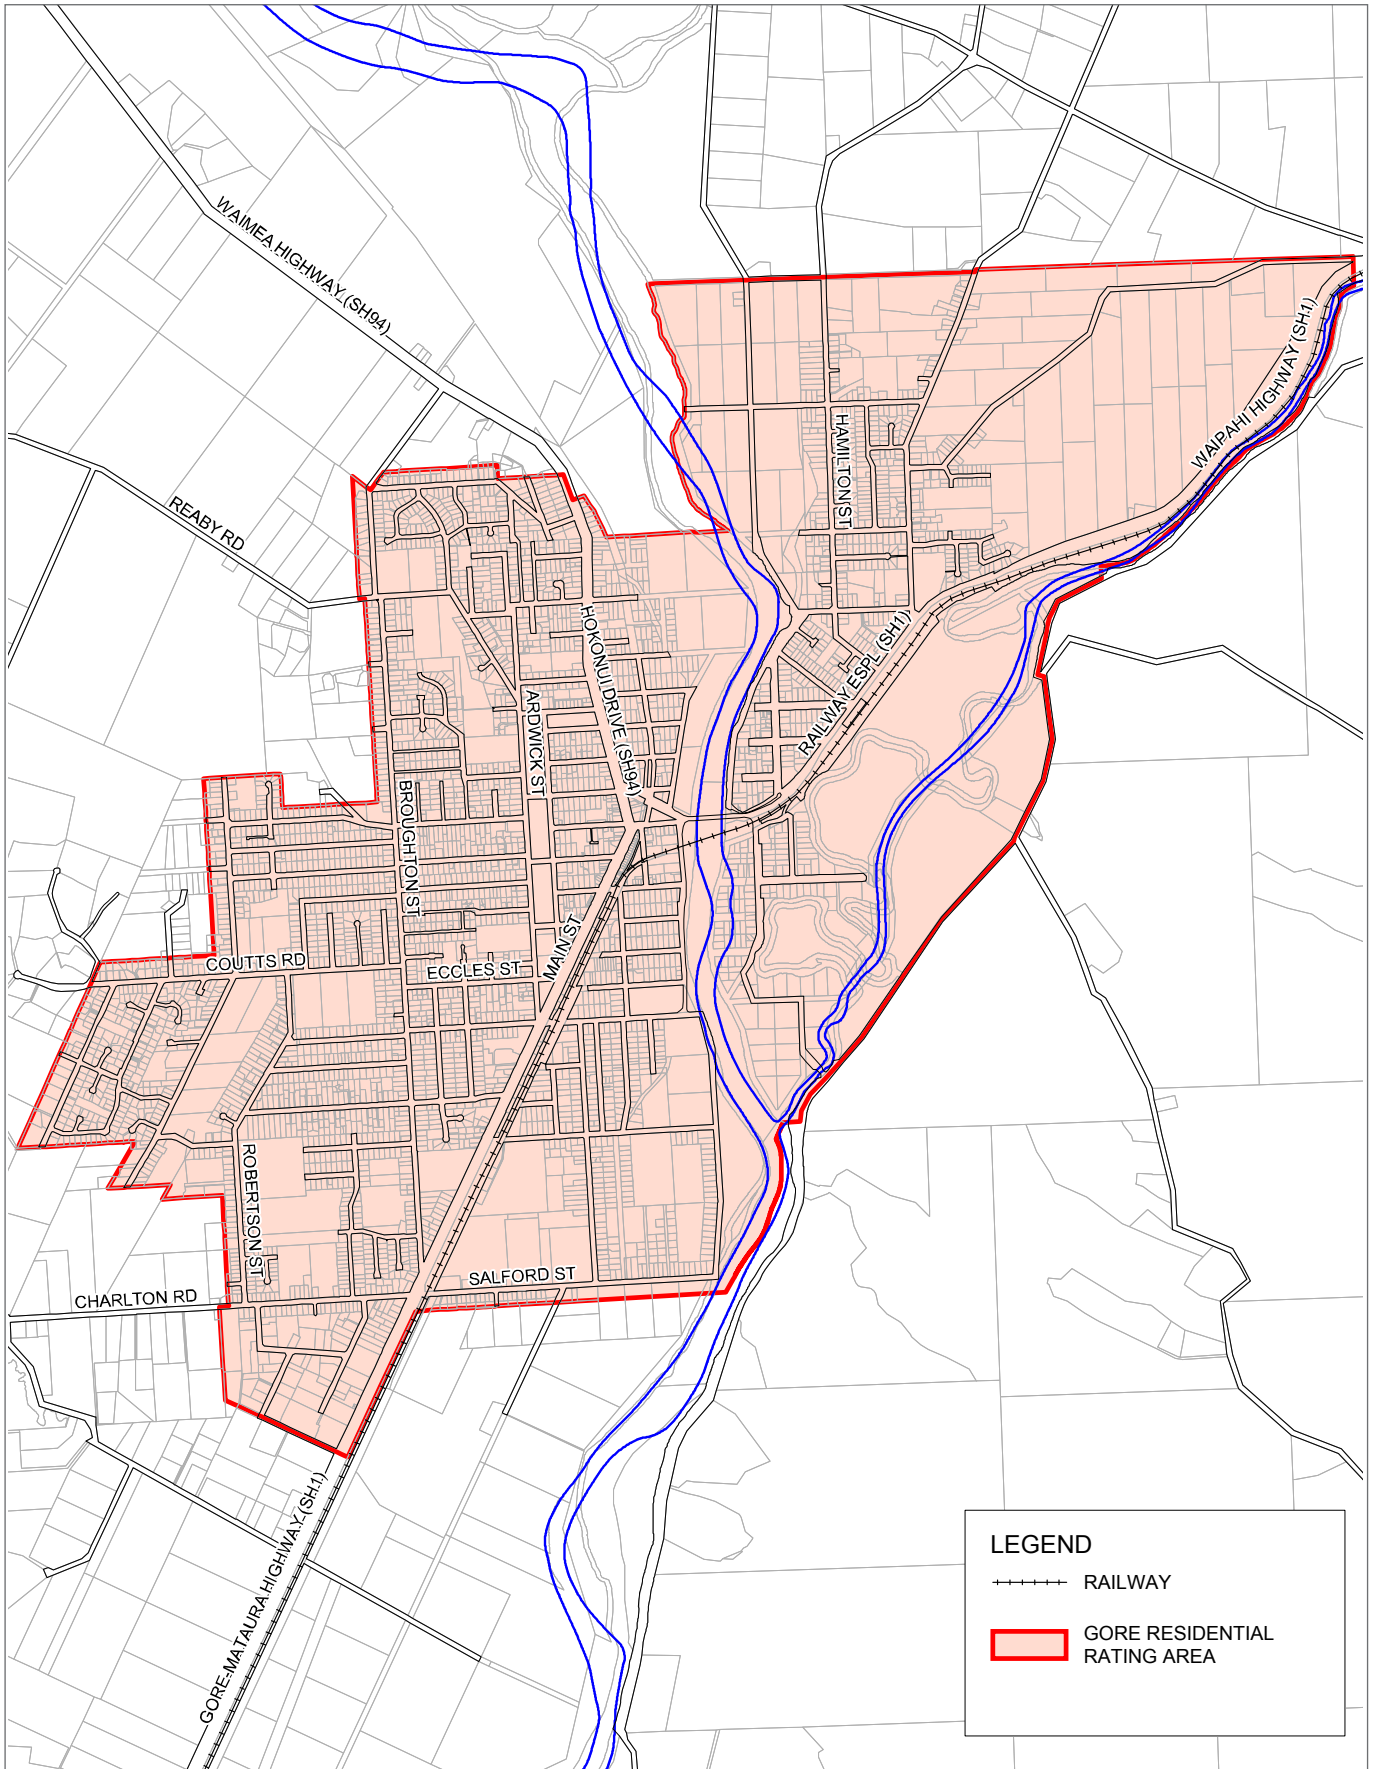 WAIMEA HIGHWAY (SH94)
WAIPAHI HIGHWAY (SH1)
HAMILTON ST
REABY RD
HOKONUI DRIVE (SH94)
RAILWAY ESPL (SH1)
ARDWICK ST
BROUGHTON ST
MAIN ST
COUTTS RD
ECCLES ST
ROBERTSON ST
SALFORD ST
CHARLTON RD
GORE-MATAURA HIGHWAY (SH1)
LEGEND
RAILWAY
GORE RESIDENTIAL
RATING AREA